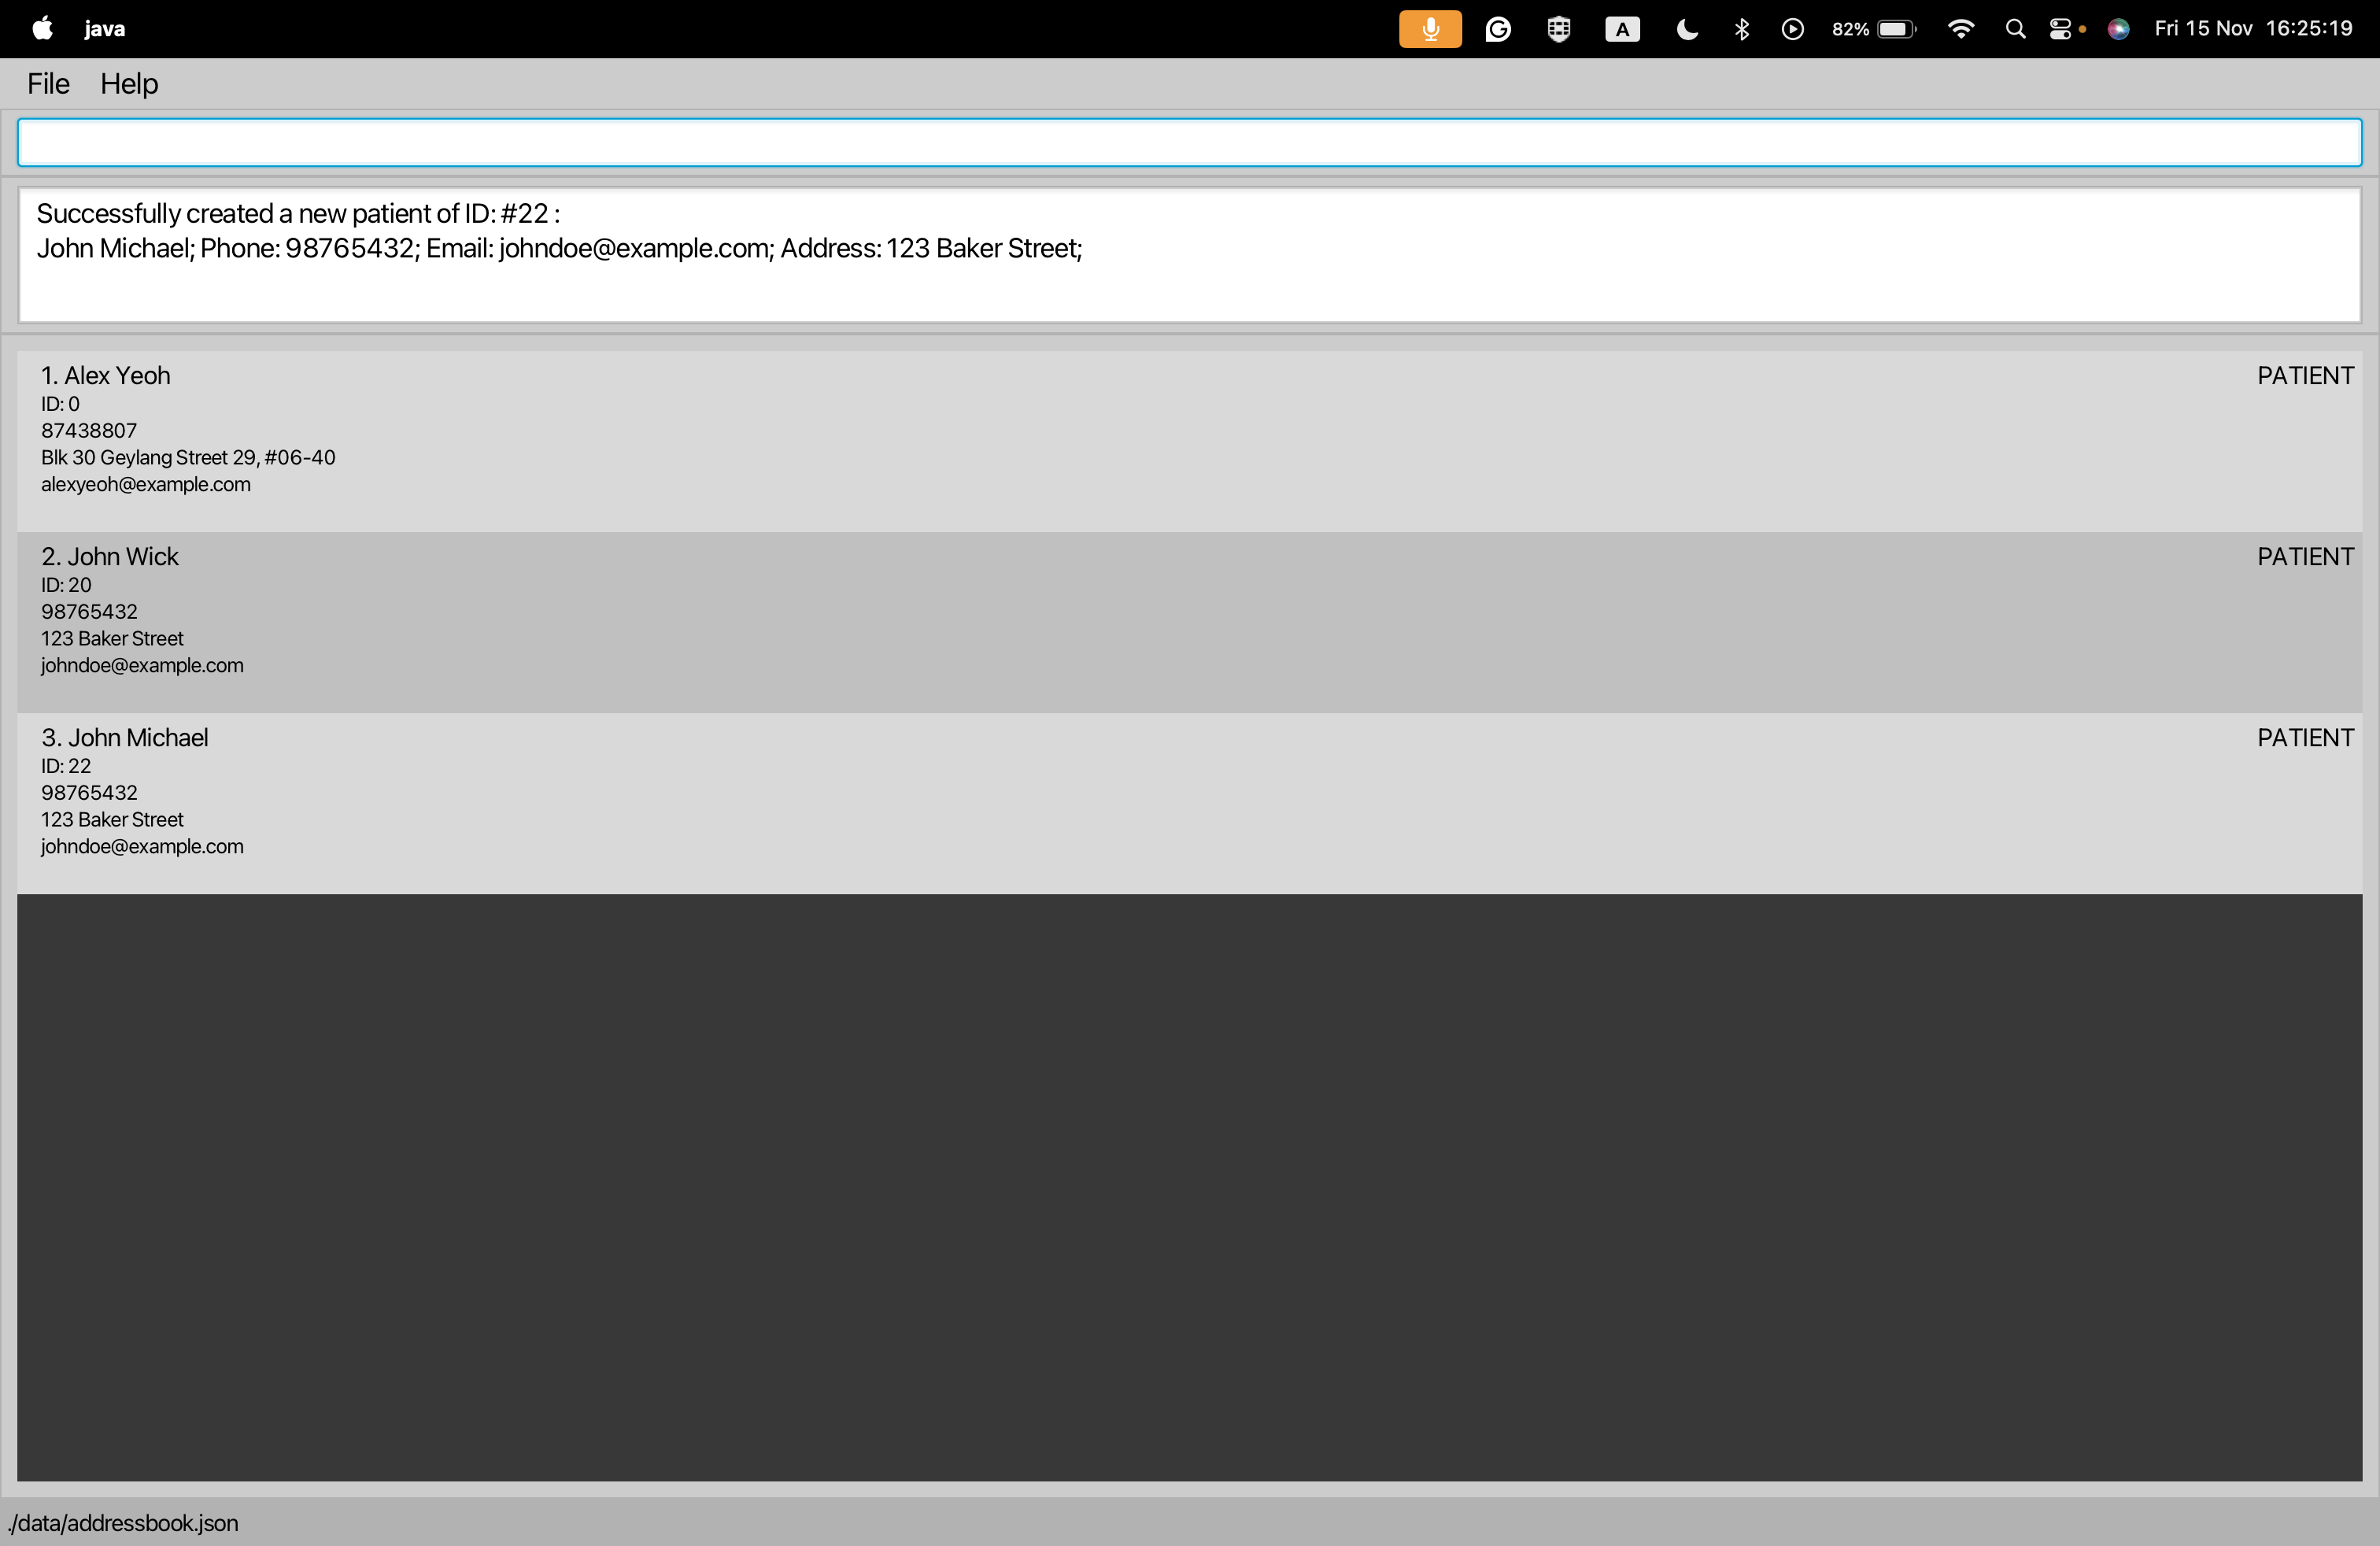 java
A
82%
Fri 15 Nov 16:25:19
File Help
Successfully created a new patient of ID: #22 :
John Michael; Phone: 98765432; Email: johndoe@example.com; Address: 123 Baker Street;
1. Alex Yeoh
PATIENT
ID: 0
87438807
Blk 30 Geylang Street 29, #06-40
alexyeoh@example.com
2. John Wick
PATIENT
ID: 20
98765432
123 Baker Street
johndoe@example.com
3. John Michael
PATIENT
ID: 22
98765432
123 Baker Street
johndoe@example.com
./data/addressbook.json